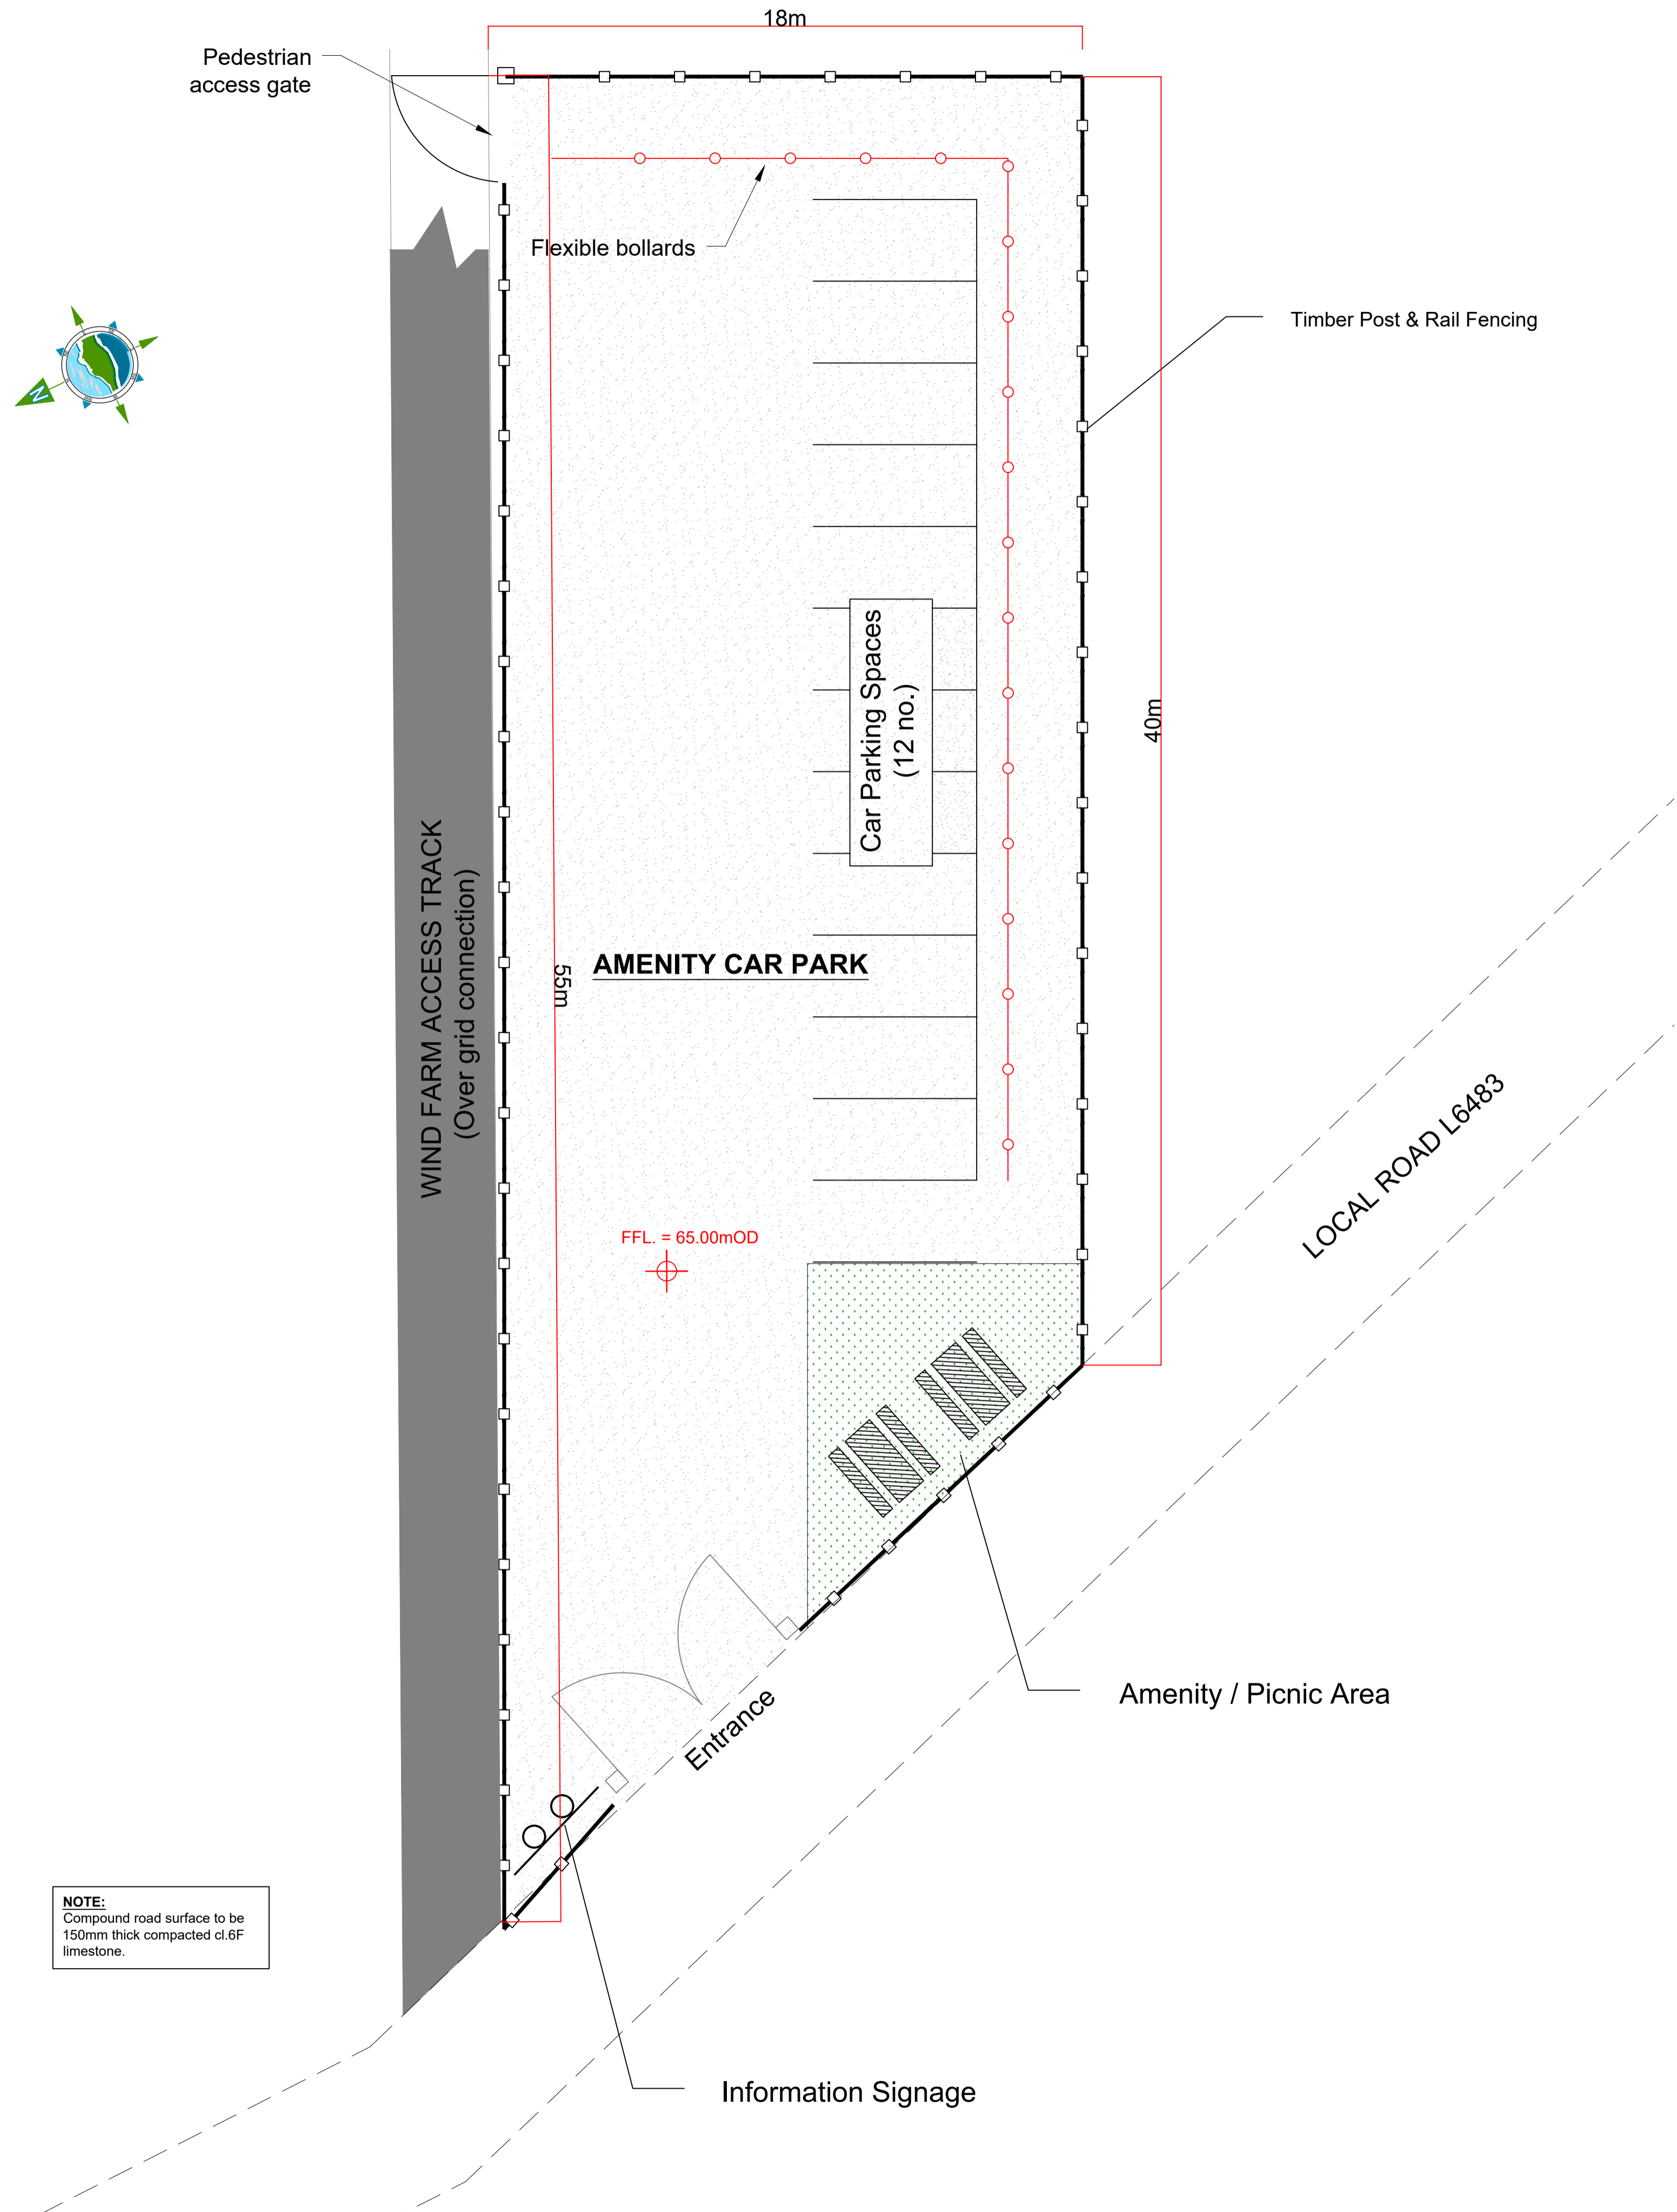 18m
Pedestrian
access gate
Flexible bollards
Timber Post & Rail Fencing
N
Car Parking Spaces
(12 no.)
40m
WIND FARM ACCESS TRACK
(Over grid connection)
55m
AMENITY CAR PARK
LOCAL ROAD L6483
FFL. = 65.00mOD
Amenity / Picnic Area
Entrance
NOTE:
Compound road surface to be
150mm thick compacted cl.6F
limestone.
Information Signage